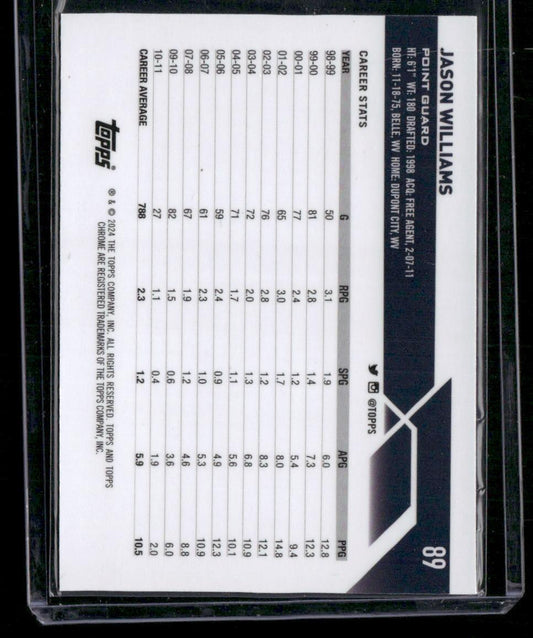 JASON WILLIAMS
89
POINT GUARD
HT: 6'1" WT: 180 DRAFTED: 1998 ACQ: FREE AGENT, 2-07-11
BORN: 11-18-75, BELLE, WV HOME: DUPONT CITY, WV
@TOPPS
CAREER STATS
YEAR G RPG SPG APG PPG
98-99 50 3.1 1.9 6.0 12.8
99-00 81 2.8 1.4 7.3 12.3
00-01 77 2.4 1.2 5.4 9.4
01-02 65 3.0 1.7 8.0 14.8
02-03 76 2.8 1.2 8.3 12.1
03-04 72 2.0 1.3 6.8 10.9
04-05 71 1.7 1.1 5.6 10.1
05-06 59 2.4 0.9 4.9 12.3
06-07 61 2.3 1.0 5.3 10.9
07-08 67 1.9 1.2 4.6 8.8
09-10 82 1.5 0.6 3.6 6.0
10-11 27 1.1 0.4 1.9 2.0
CAREER AVERAGE 788 2.3 1.2 5.9 10.5
topps
® & © 2024 THE TOPPS COMPANY, INC. ALL RIGHTS RESERVED. TOPPS AND TOPPS
CHROME ARE REGISTERED TRADEMARKS OF THE TOPPS COMPANY, INC.